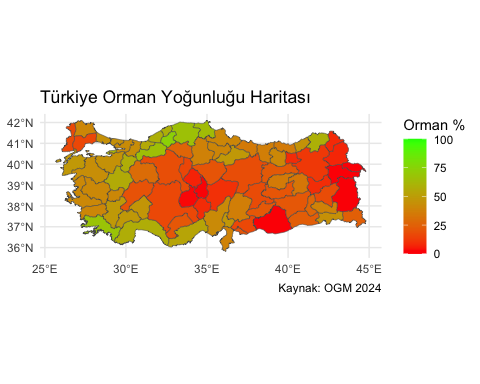 Türkiye Orman Yoğunluğu Haritası
42°N
41°N
40°N
39°N
38°N
37°N
36°N
25°E 30°E 35°E 40°E 45°E
Kaynak: OGM 2024
Orman %
100
75
50
25
0